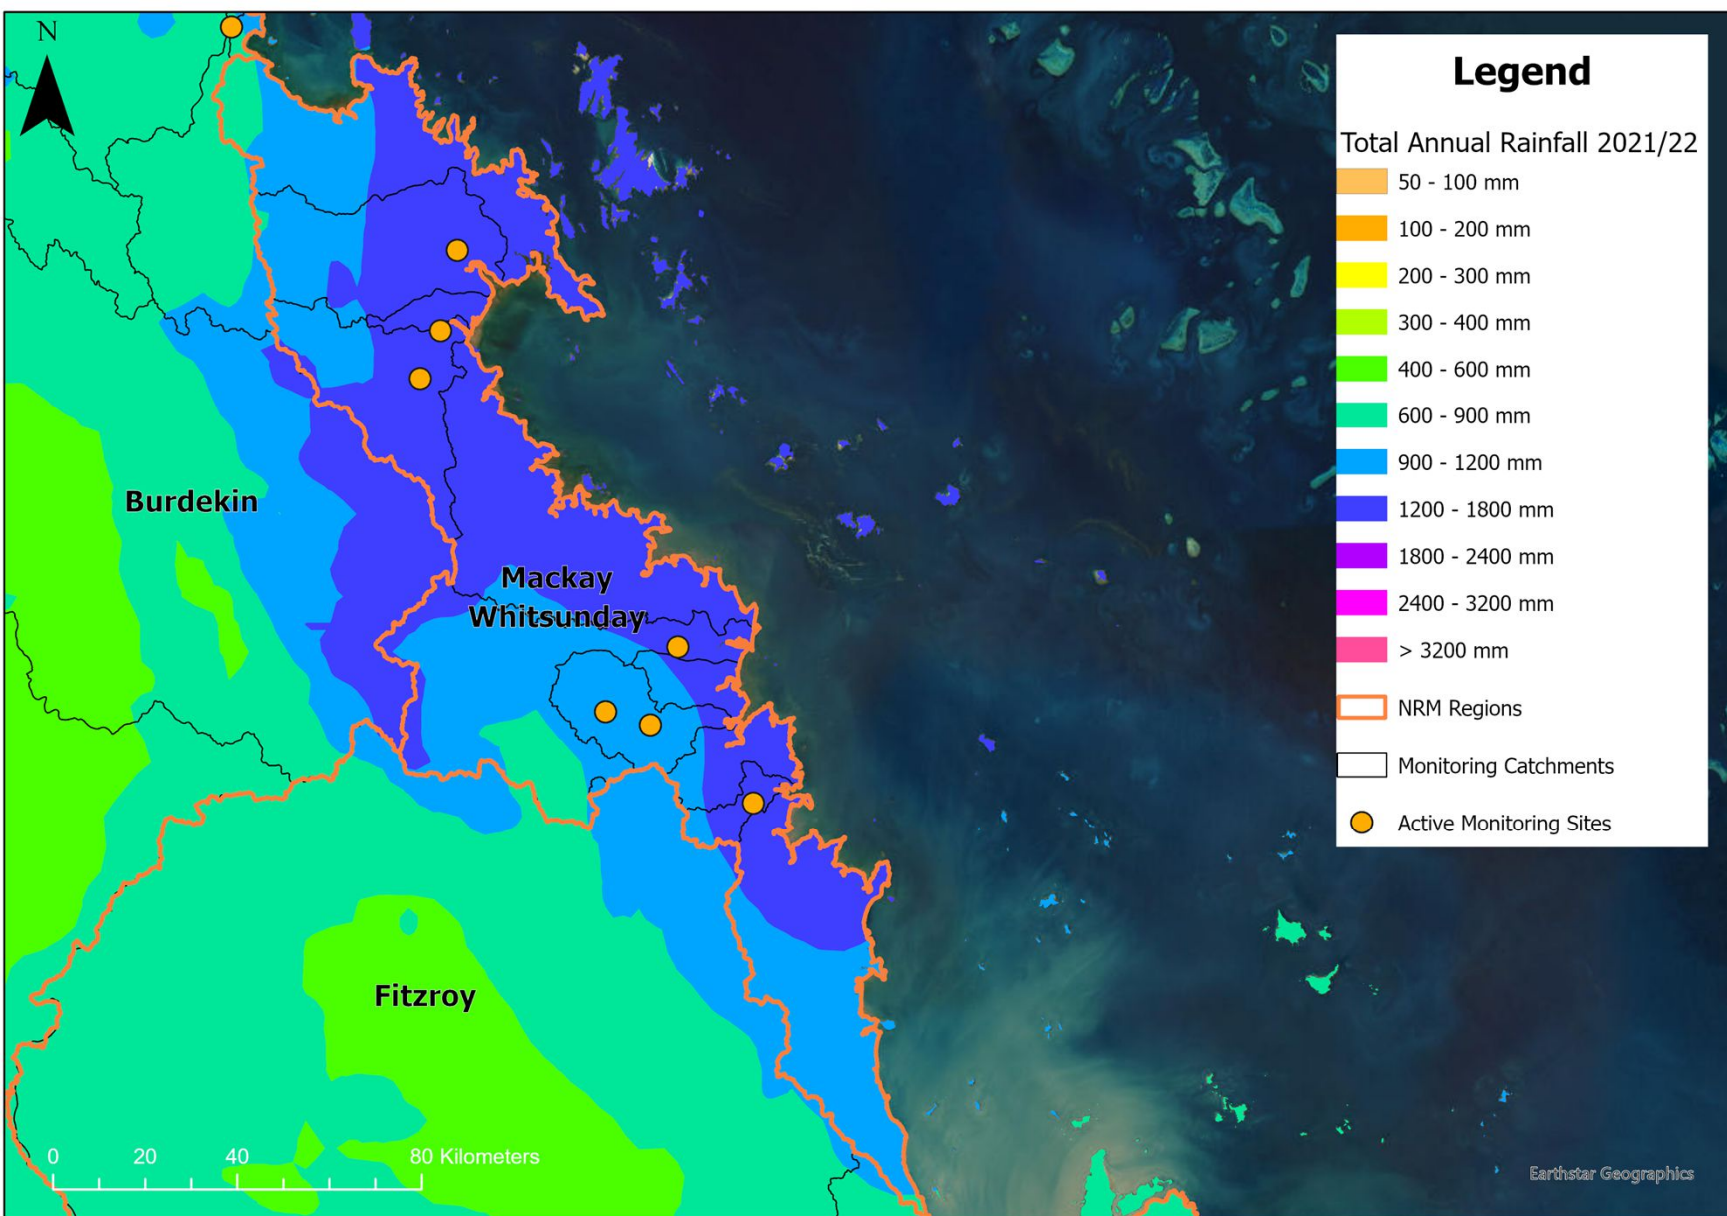 N
Legend
Total Annual Rainfall 2021/22
50 - 100 mm
100 - 200 mm
200 - 300 mm
300 - 400 mm
400 - 600 mm
600 - 900 mm
900 - 1200 mm
1200 - 1800 mm
1800 - 2400 mm
2400 - 3200 mm
> 3200 mm
NRM Regions
Monitoring Catchments
Active Monitoring Sites
Burdekin
Mackay
Whitsunday
Fitzroy
0 20 40 80 Kilometers
Earthstar Geographics